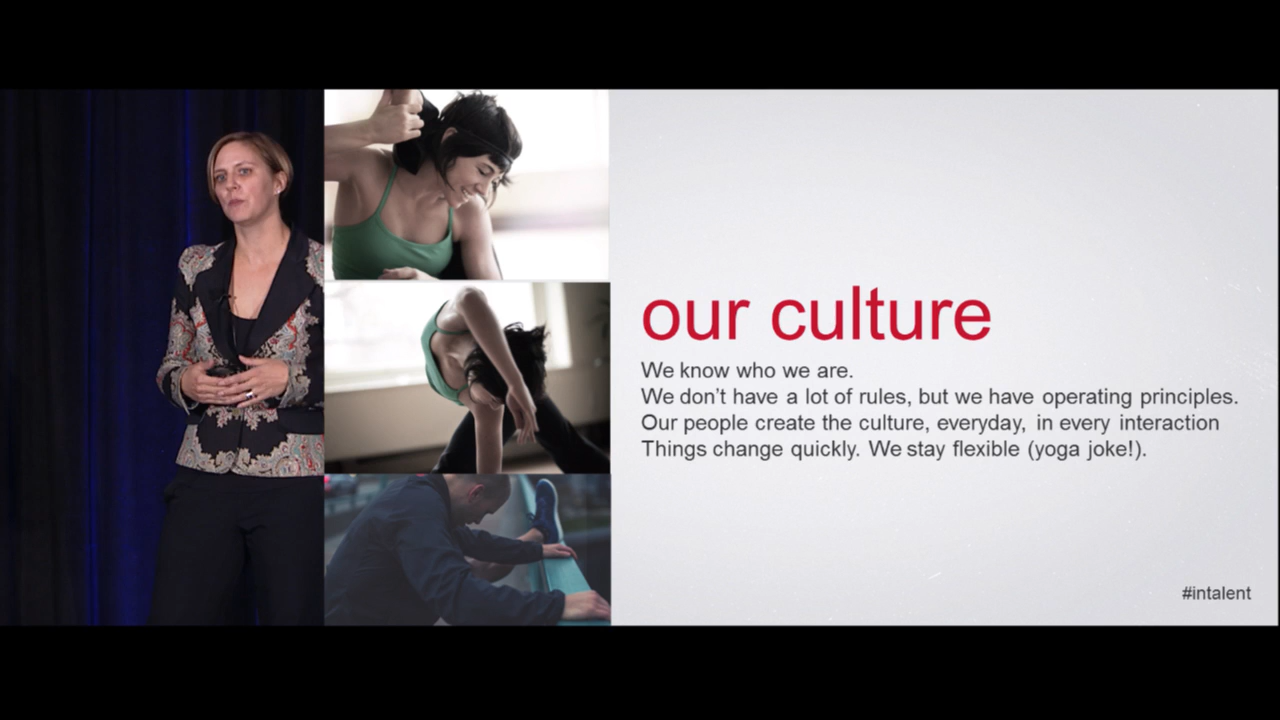 our culture
We know who we are.
We don't have a lot of rules, but we have operating principles.
Our people create the culture, everyday, in every interaction
Things change quickly. We stay flexible (yoga joke!).
#intalent